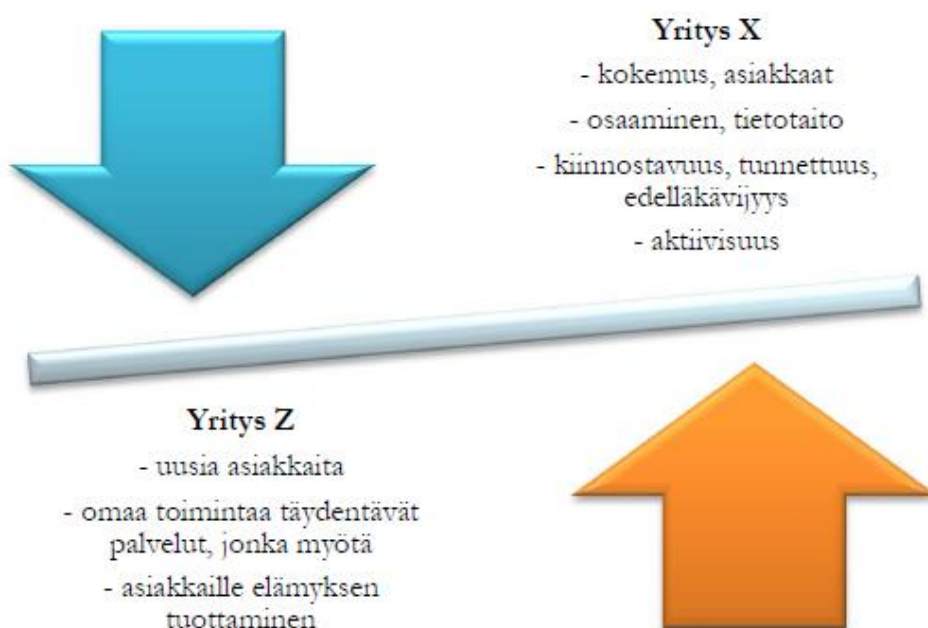 Yritys X
- kokemus, asiakkaat
- osaaminen, tietotaito
- kiinnostavuus, tunnettuus,
edelläkävijyys
- aktiivisuus
Yritys Z
- uusia asiakkaita
- omaa toimintaa täydentävät
palvelut, jonka myötä
- asiakkaille elämyksen
tuottaminen